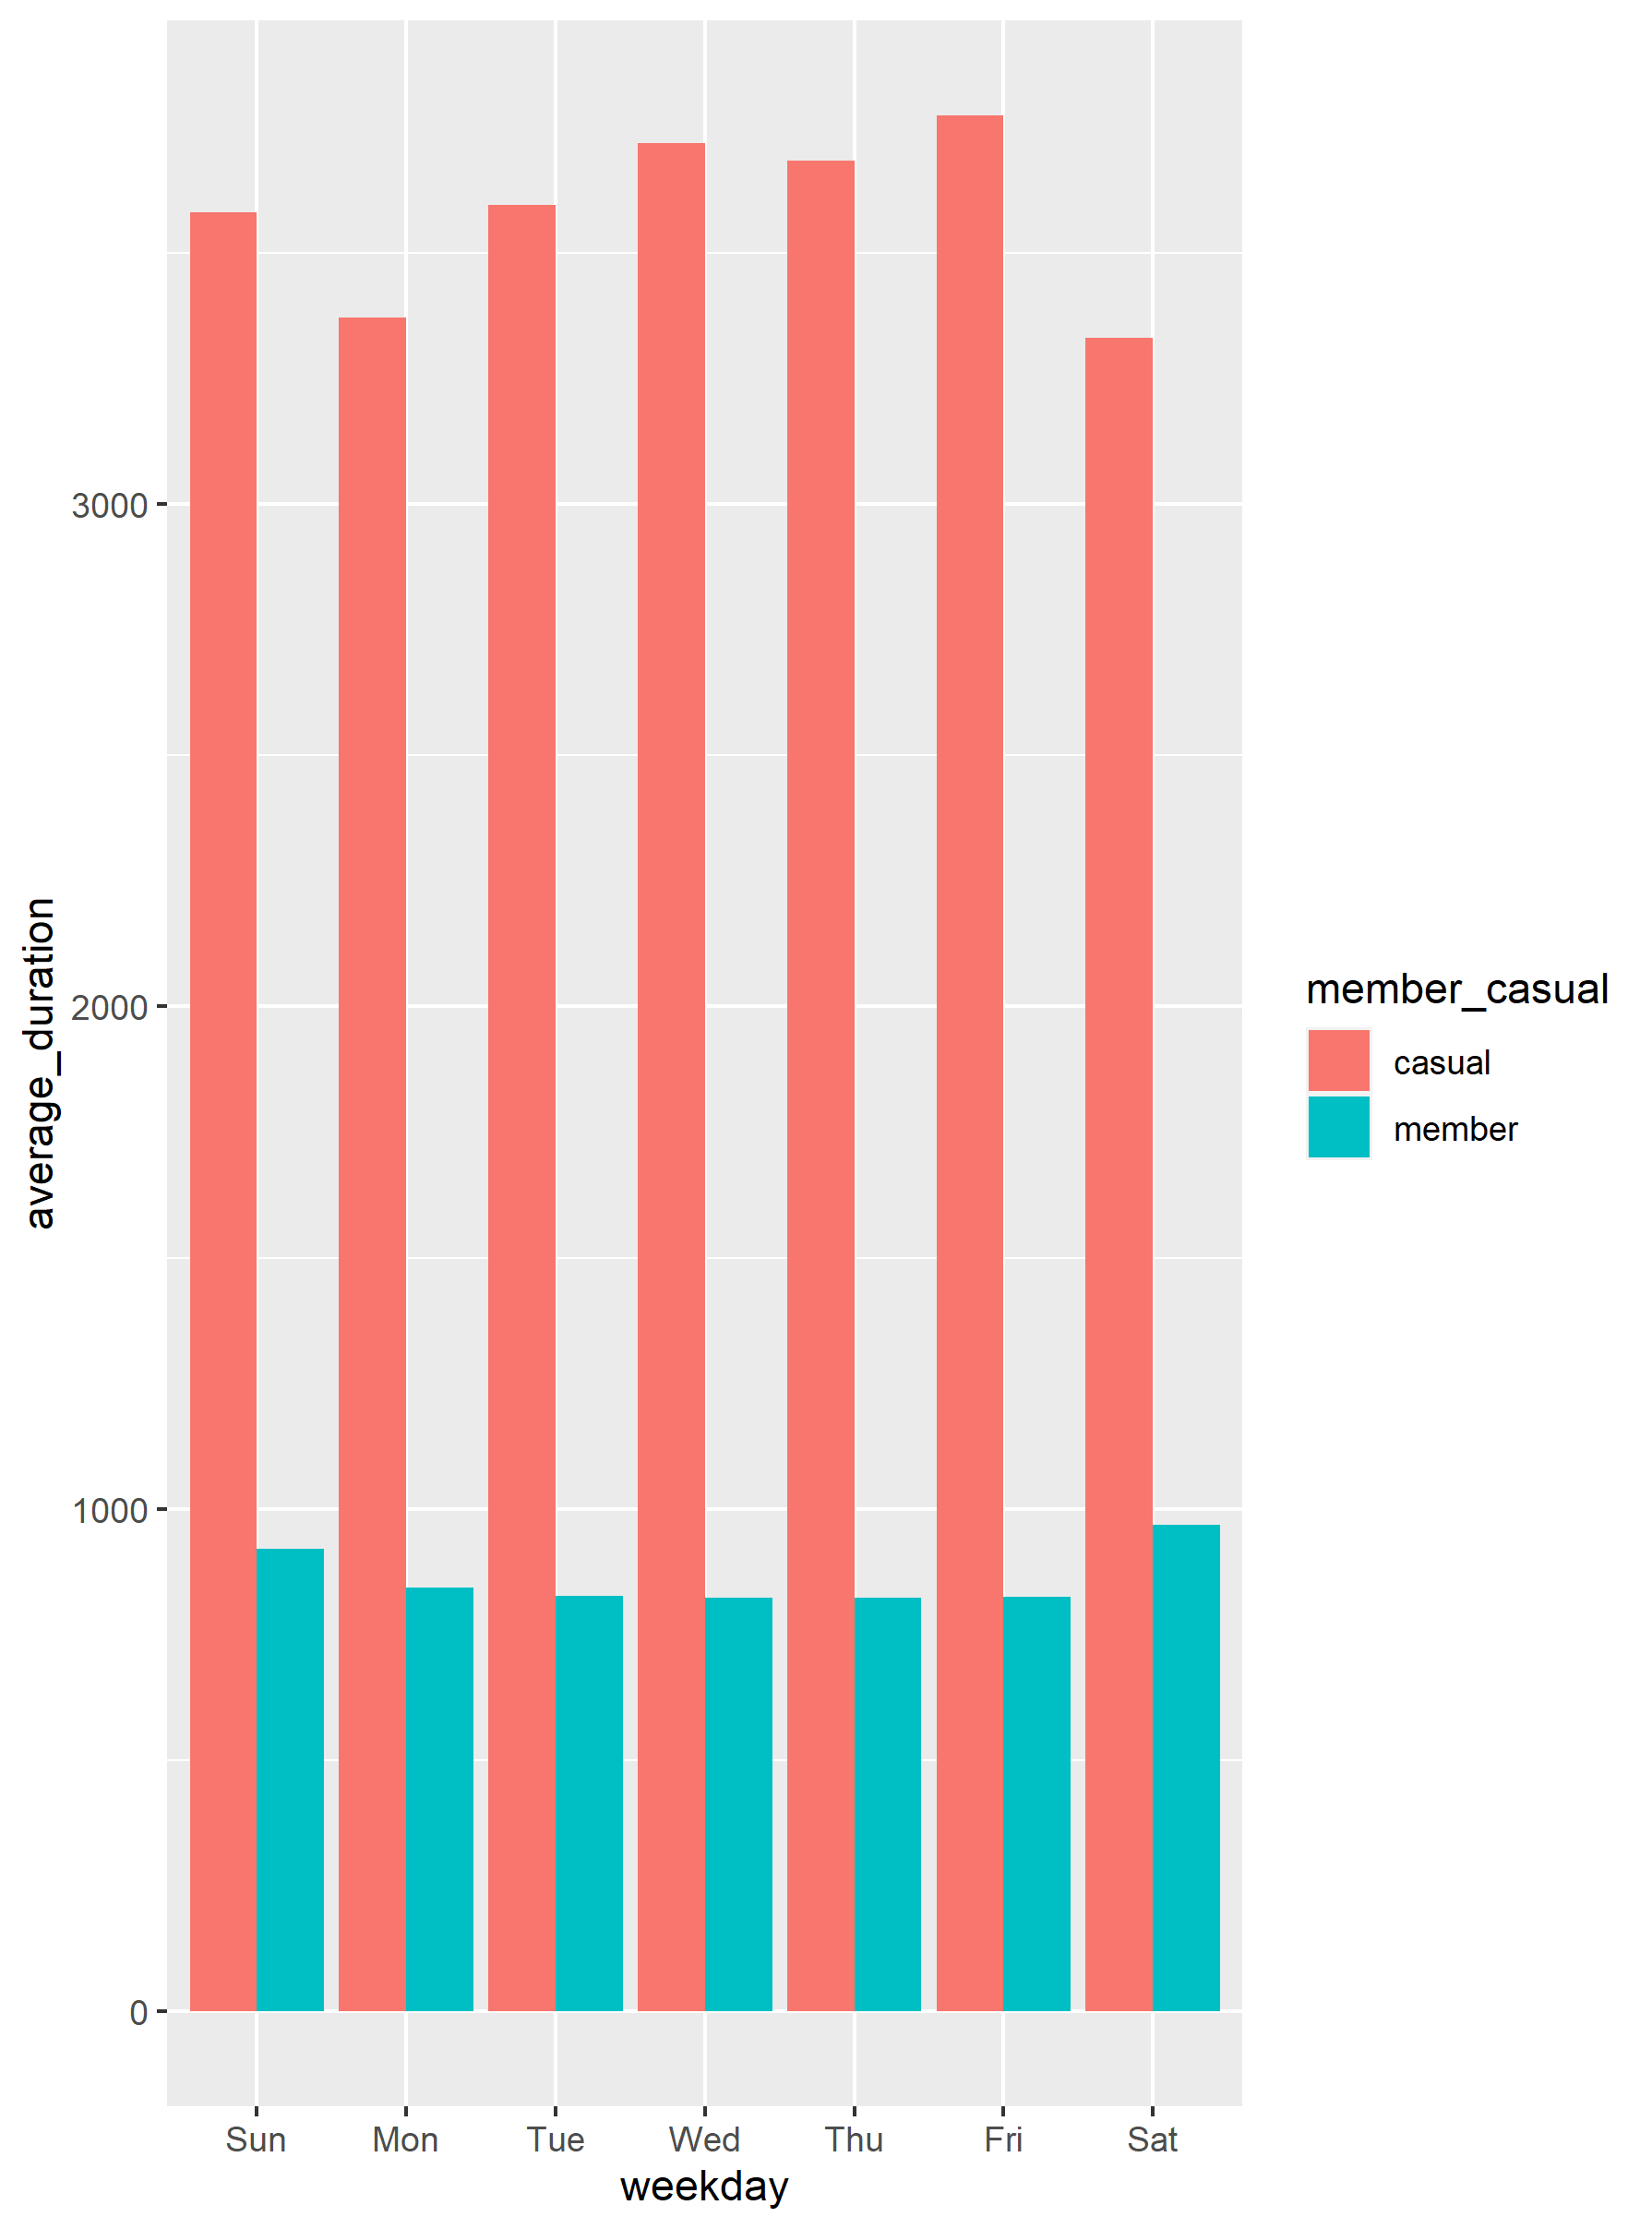 average_duration
3000
2000
1000
0
Sun Mon Tue Wed Thu Fri Sat
weekday
member_casual
casual
member